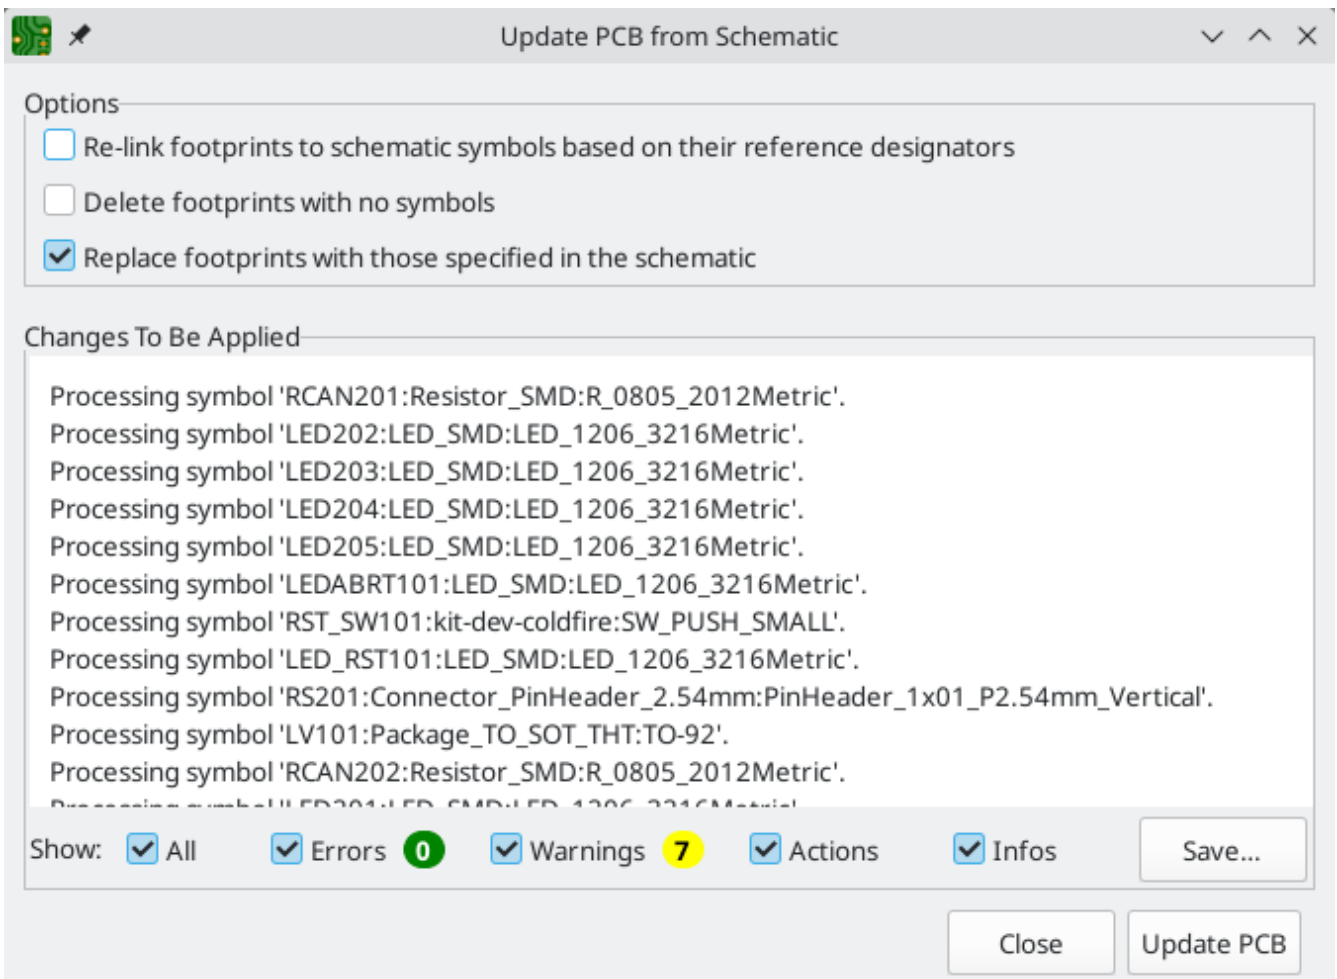 Update PCB from Schematic
Options
Re-link footprints to schematic symbols based on their reference designators
Delete footprints with no symbols
Replace footprints with those specified in the schematic
Changes To Be Applied
Processing symbol 'RCAN201:Resistor_SMD:R_0805_2012Metric'.
Processing symbol 'LED202:LED_SMD:LED_1206_3216Metric'.
Processing symbol 'LED203:LED_SMD:LED_1206_3216Metric'.
Processing symbol 'LED204:LED_SMD:LED_1206_3216Metric'.
Processing symbol 'LED205:LED_SMD:LED_1206_3216Metric'.
Processing symbol 'LEDABRT101:LED_SMD:LED_1206_3216Metric'.
Processing symbol 'RST_SW101:kit-dev-coldfire:SW_PUSH_SMALL'.
Processing symbol 'LED_RST101:LED_SMD:LED_1206_3216Metric'.
Processing symbol 'RS201:Connector_PinHeader_2.54mm:PinHeader_1x01_P2.54mm_Vertical'.
Processing symbol 'LV101:Package_TO_SOT_THT:TO-92'.
Processing symbol 'RCAN202:Resistor_SMD:R_0805_2012Metric'.
Processing symbol 'LED201:LED_SMD:LED_1206_3216Metric'.
Show: All Errors 0 Warnings 7 Actions Infos Save...
Close Update PCB